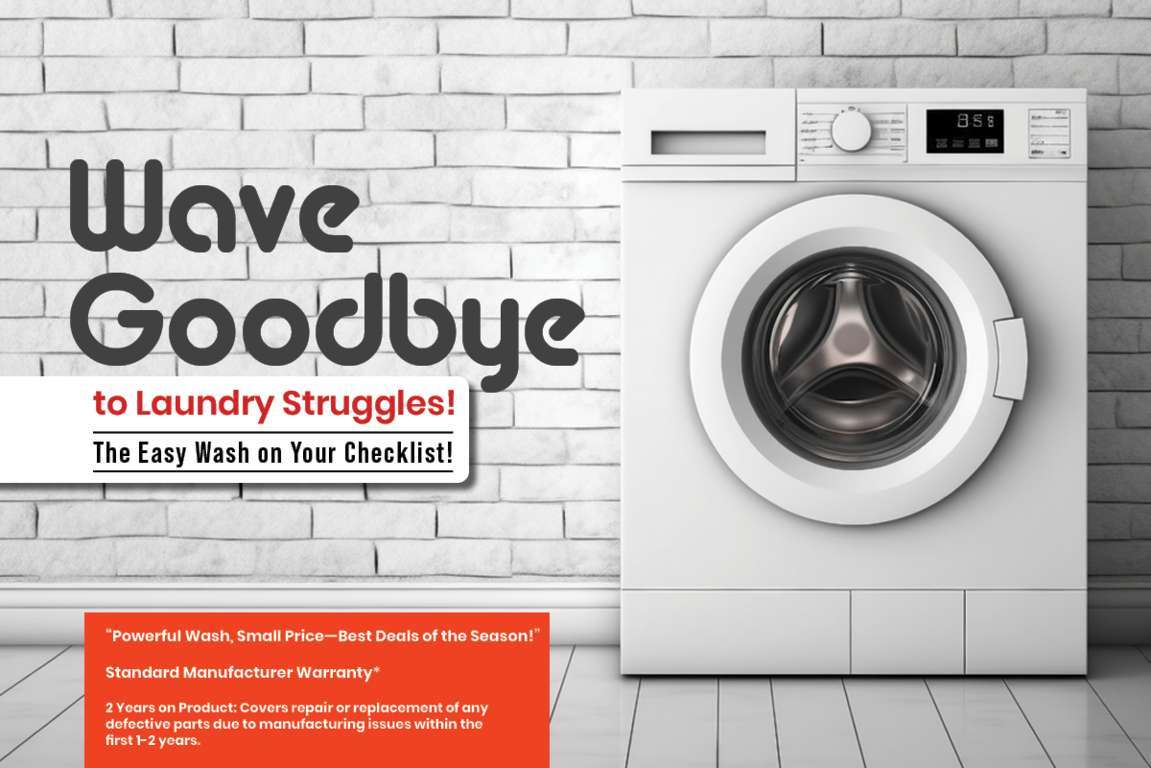 Wave
Goodbye
to Laundry Struggles!
The Easy Wash on Your Checklist!
“Powerful Wash, Small Price—Best Deals of the Season!”
Standard Manufacturer Warranty*
2 Years on Product: Covers repair or replacement of any
defective parts due to manufacturing issues within the
first 1-2 years.